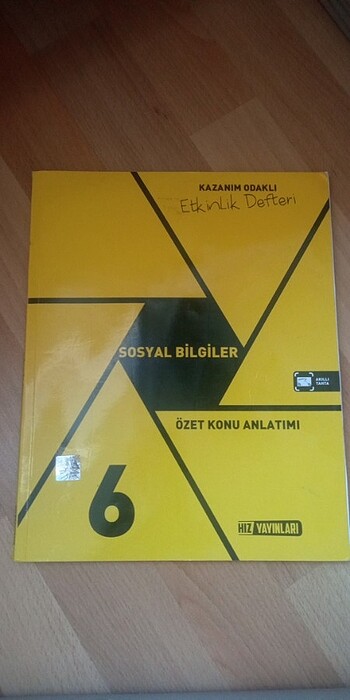 KAZANIM ODAKLI
Etkinlik Defteri
SOSYAL BİLGİLER
AKILLI
TAHTA
ÖZET KONU ANLATIMI
6
HIZ YAYINLARI